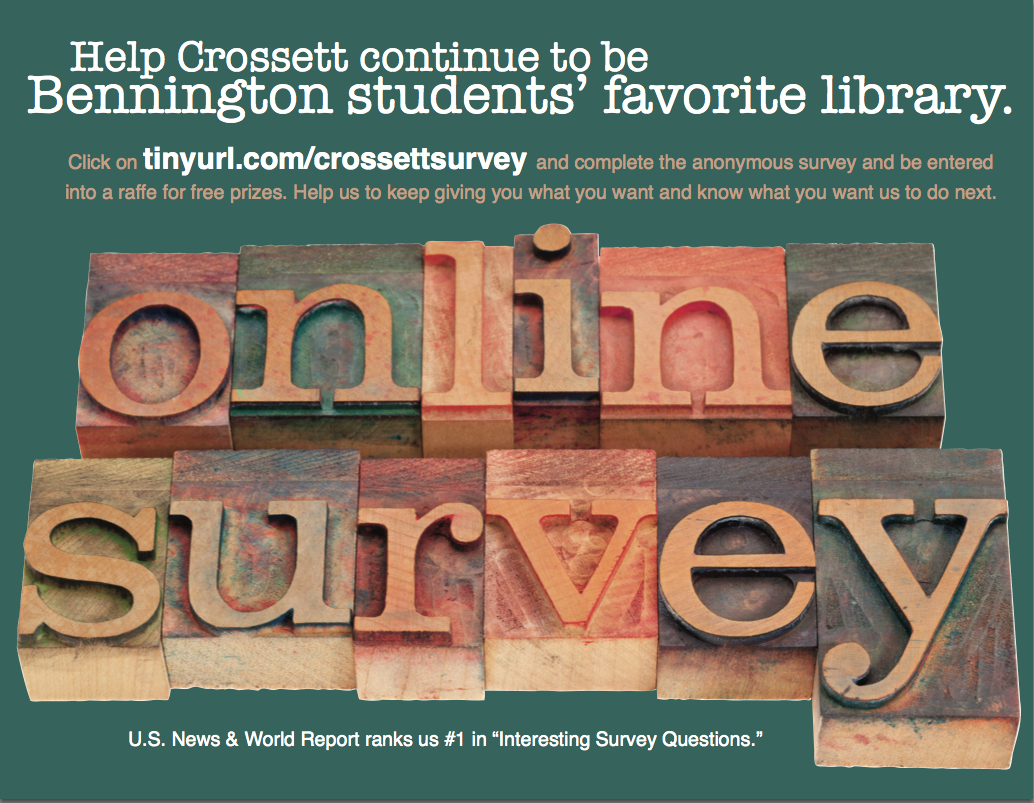 Help Crossett continue to be
Bennington students’ favorite library.
Click on tinyurl.com/crossettsurvey and complete the anonymous survey and be entered
into a raffe for free prizes. Help us to keep giving you what you want and know what you want us to do next.
online
survey
U.S. News & World Report ranks us #1 in “Interesting Survey Questions.”